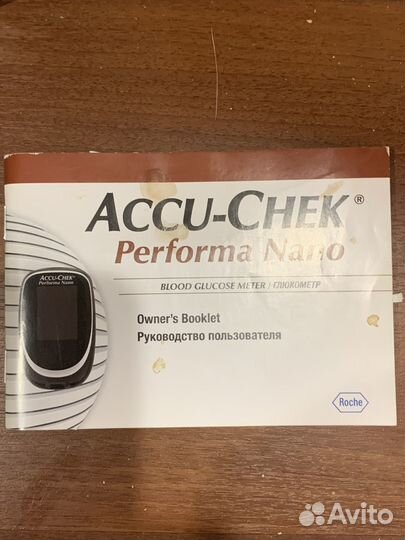 ACCU-CHEK®
Performa Nano
BLOOD GLUCOSE METER / ГЛЮКОМЕТР
ACCU-CHEK®
Performa Nano
Owner's Booklet
Руководство пользователя
Roche
Avito